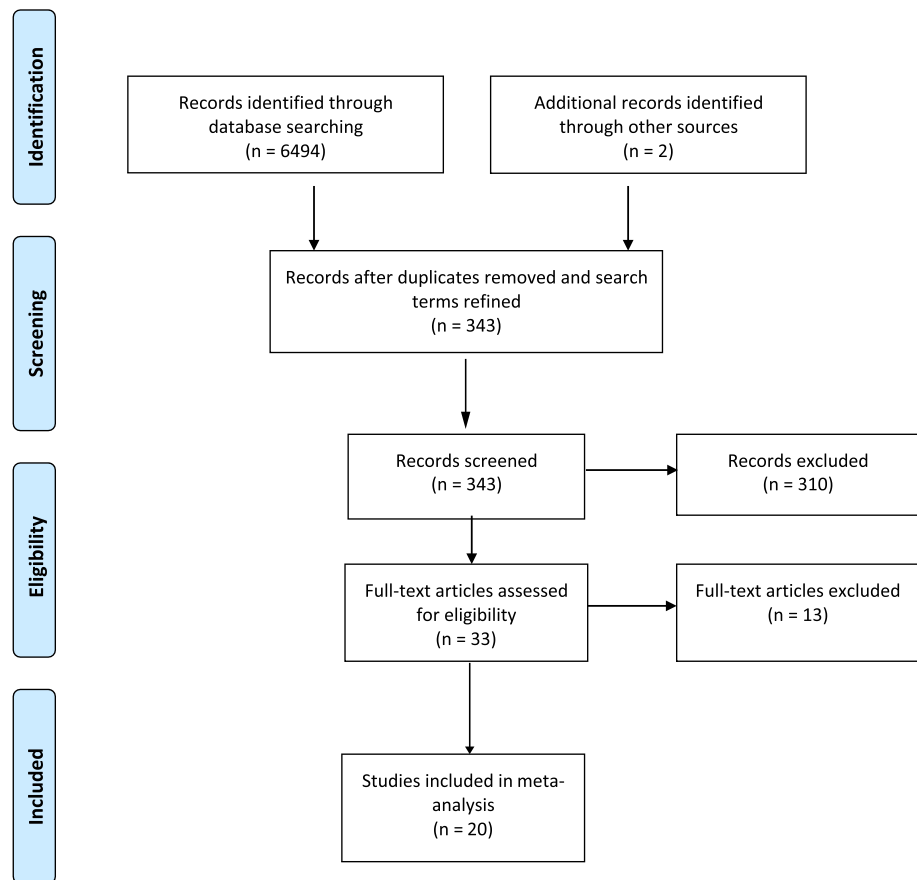 Identification
Records identified through
database searching
(n = 6494)
Additional records identified
through other sources
(n = 2)
Screening
Records after duplicates removed and search
terms refined
(n = 343)
Records screened
(n = 343)
Records excluded
(n = 310)
Eligibility
Full-text articles assessed
for eligibility
(n = 33)
Full-text articles excluded
(n = 13)
Included
Studies included in meta-
analysis
(n = 20)